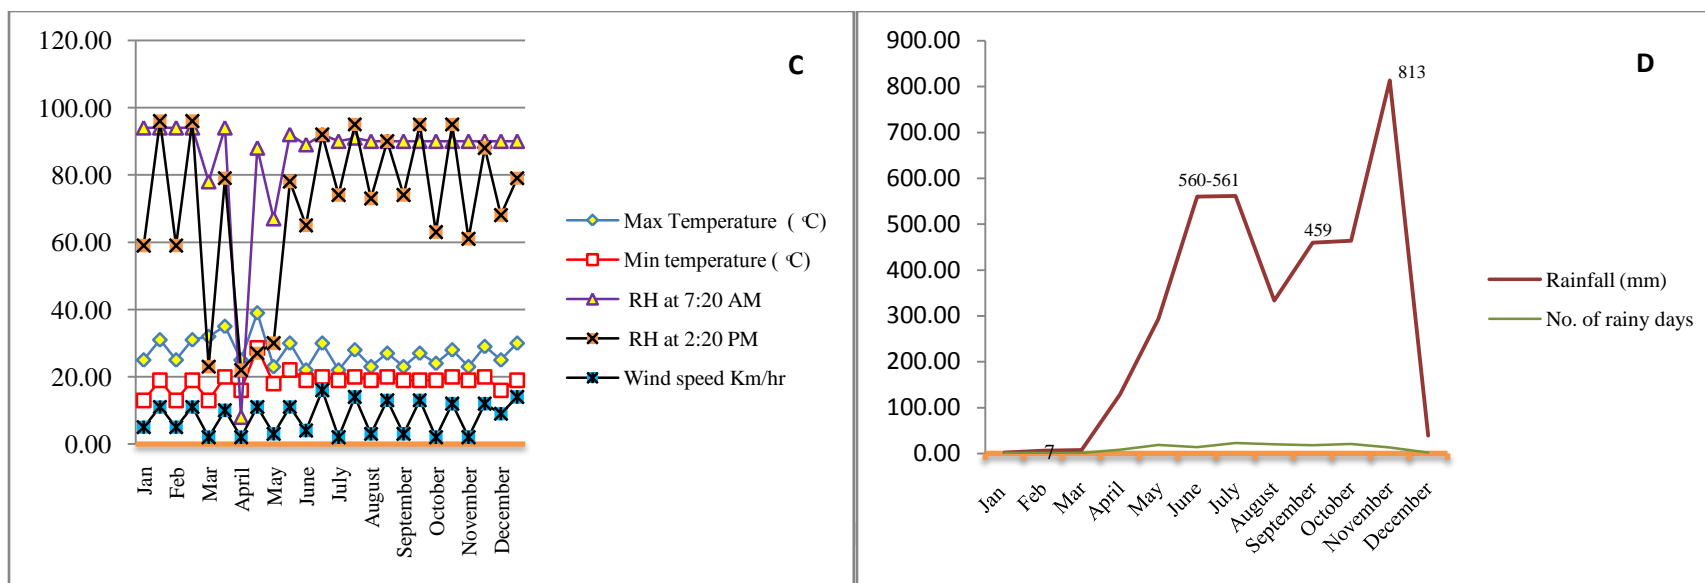 C
120.00
100.00
80.00
60.00
40.00
20.00
0.00
Jan
Feb
Mar
April
May
June
July
August
September
October
November
December
Max Temperature ( °C)
Min temperature ( °C)
RH at 7:20 AM
RH at 2:20 PM
Wind speed Km/hr
D
900.00
800.00
700.00
600.00
500.00
400.00
300.00
200.00
100.00
0.00
813
560-561
459
7
Jan
Feb
Mar
April
May
June
July
August
September
October
November
December
Rainfall (mm)
No. of rainy days